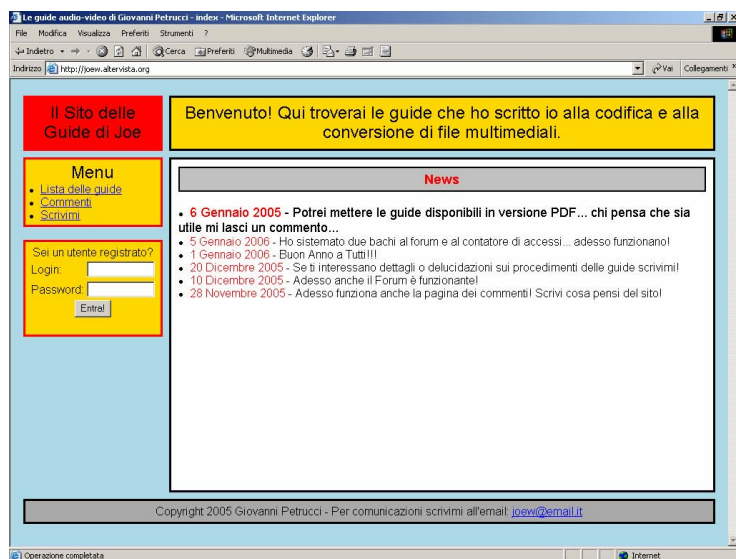 Le guide audio-video di Giovanni Petrucci - index - Microsoft Internet Explorer
File Modifica Visualizza Preferiti Strumenti ?
Indietro Cerca Preferiti Multimedia
Indirizzo http://joew.altervista.org Vai Collegamenti
Il Sito delle
Guide di Joe
Benvenuto! Qui troverai le guide che ho scritto io alla codifica e alla
conversione di file multimediali.
Menu
• Lista delle guide
• Commenti
• Scrivimi
Sei un utente registrato?
Login:
Password:
Entra!
News
• 6 Gennaio 2005 - Potrei mettere le guide disponibili in versione PDF... chi pensa che sia
utile mi lasci un commento...
• 5 Gennaio 2006 - Ho sistemato due bachi al forum e al contatore di accessi... adesso funzionano!
• 1 Gennaio 2006 - Buon Anno a Tutti!!!
• 20 Dicembre 2005 - Se ti interessano dettagli o delucidazioni sui procedimenti delle guide scrivimi!
• 10 Dicembre 2005 - Adesso anche il Forum è funzionante!
• 28 Novembre 2005 - Adesso funziona anche la pagina dei commenti! Scrivi cosa pensi del sito!
Copyright 2005 Giovanni Petrucci - Per comunicazioni scrivimi all'email: joew@email.it
Operazione completata Internet